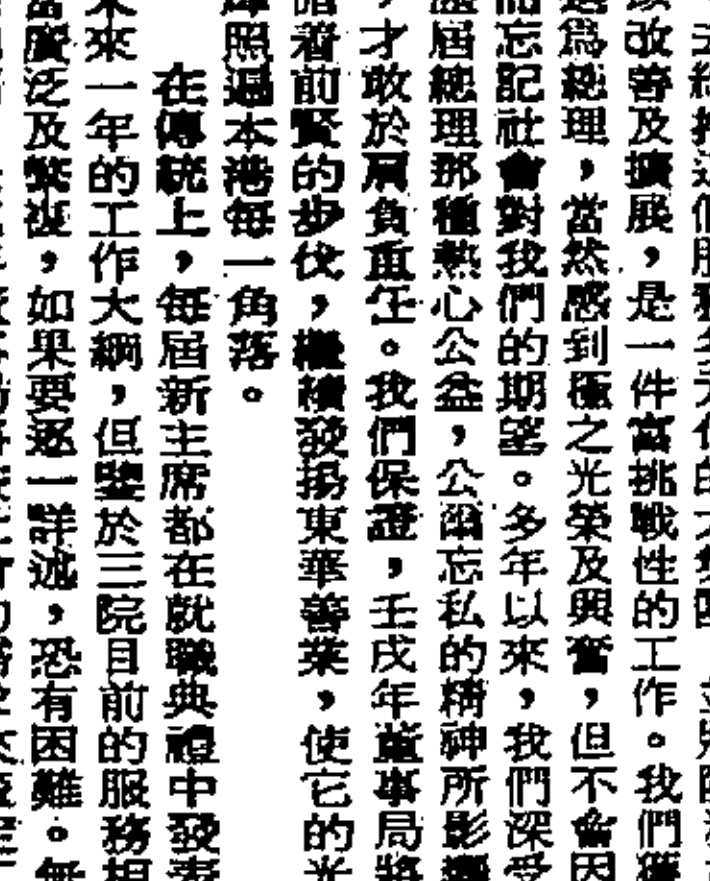 改善及擴展，是一件富挑戰性的工作。我們獲
為總理，當然感到極之光榮及興奮，但不會因
忘記社會對我們的期望。多年以來，我們深受
屆總理那種熱心公益，公爾忘私的精神所影響
，才敢於肩負重任。我們保證，壬戌年董事局將
着前賢的步伐，繼續發揚東華善業，使它的光
照遍本港每一角落。
在傳統上，每屆新主席都在就職典禮中發表
來一年的工作大綱，但鑒於三院目前的服務相
廣泛及繁複，如果要逐一詳述，恐有困難。無